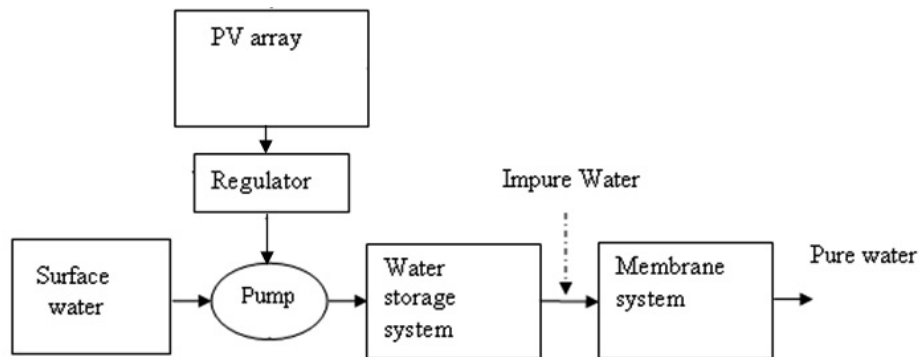 PV array
Regulator
Impure Water
Surface
water
Pump
Water
storage
system
Membrane
system
Pure water